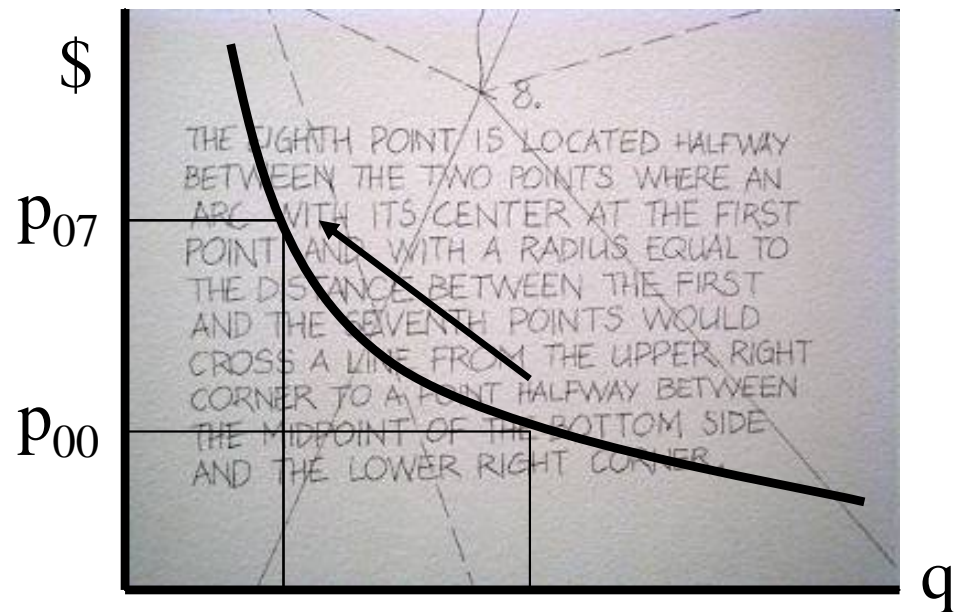 $
8.
THE EIGHTH POINT IS LOCATED HALFWAY
BETWEEN THE TWO POINTS WHERE AN
p07
ARC WITH ITS CENTER AT THE FIRST
POINT AND WITH A RADIUS EQUAL TO
THE DISTANCE BETWEEN THE FIRST
AND THE SEVENTH POINTS WOULD
CROSS A LINE FROM THE UPPER RIGHT
CORNER TO A POINT HALFWAY BETWEEN
p00
THE MIDPOINT OF THE BOTTOM SIDE
AND THE LOWER RIGHT CORNER.
q